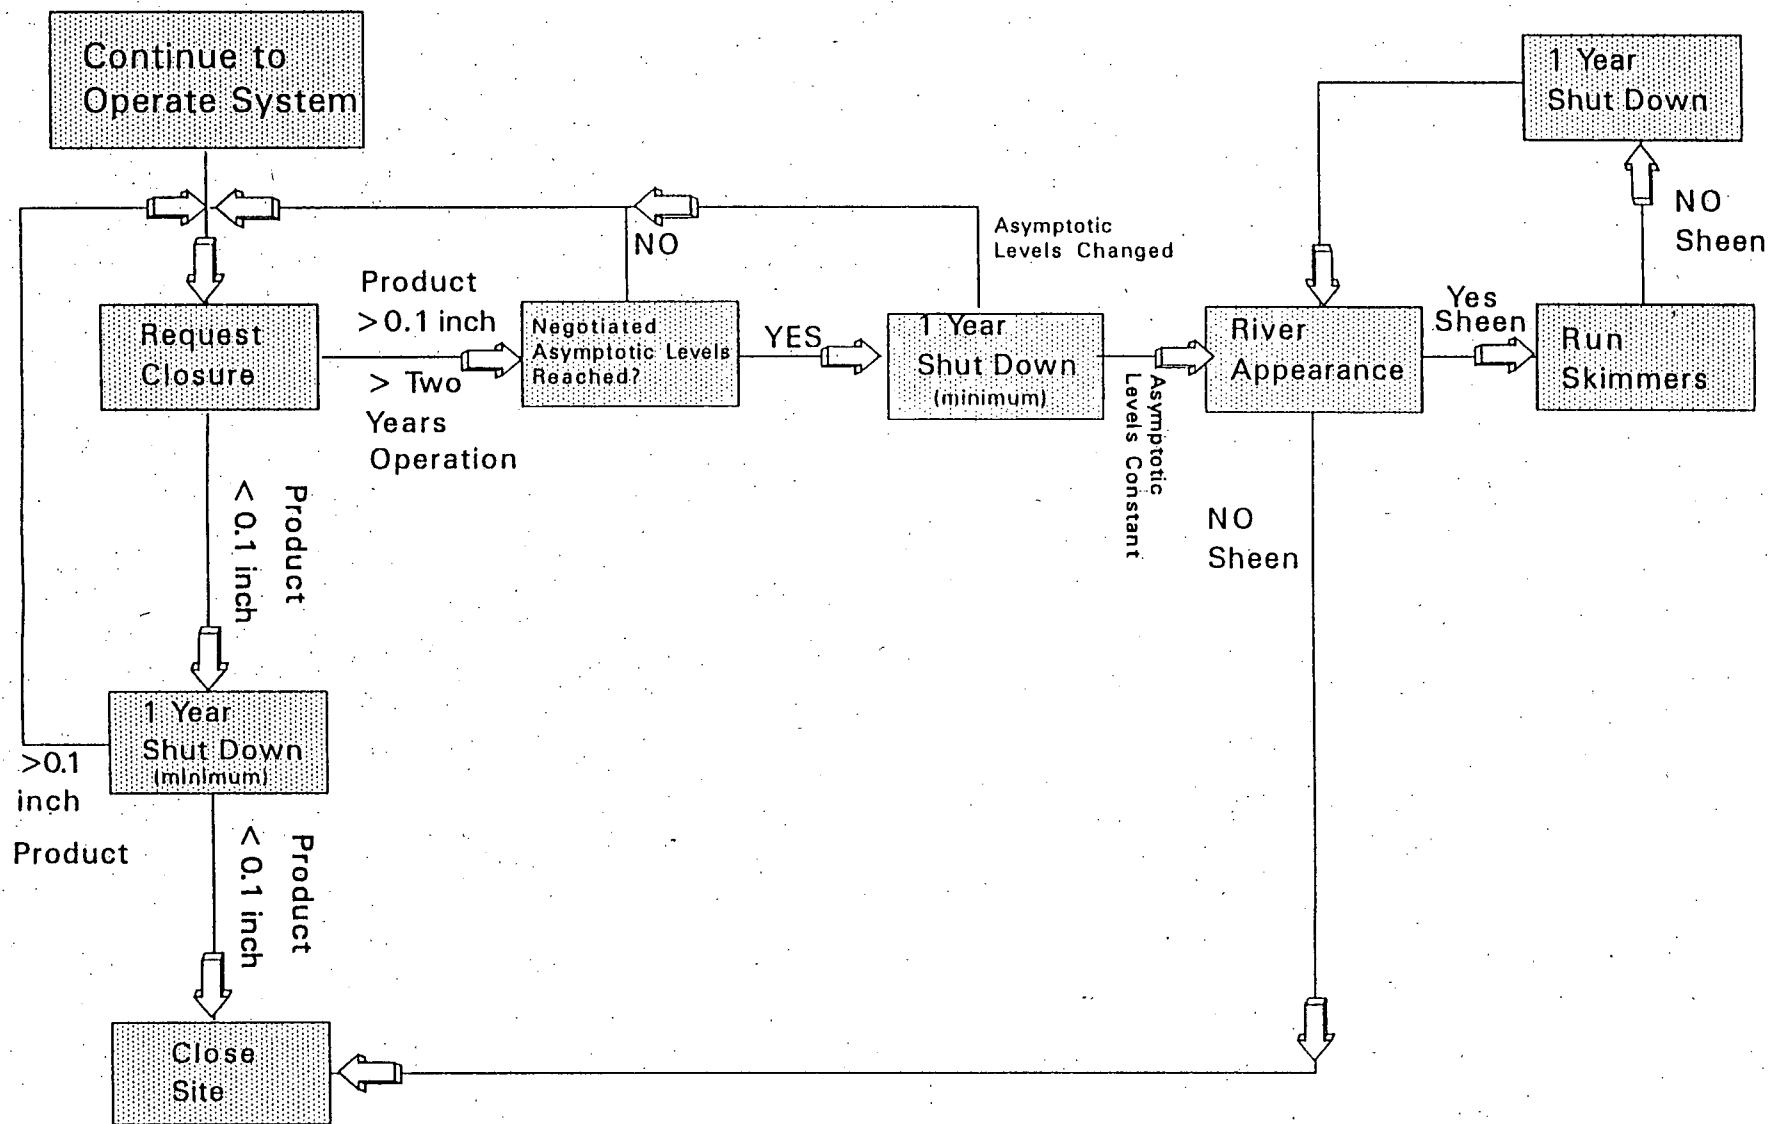 Continue to
Operate System
1 Year
Shut Down
NO
Sheen
NO
Asymptotic
Levels Changed
Product
>0.1 inch
> Two
Years
Operation
Request
Closure
Negotiated
Asymptotic Levels
Reached?
YES
1 Year
Shut Down
(minimum)
Asymptotic
Levels Constant
River
Appearance
Yes
Sheen
Run
Skimmers
Product
<0.1 inch
NO
Sheen
1 Year
Shut Down
(minimum)
>0.1
inch
Product
Product
<0.1 inch
Close
Site